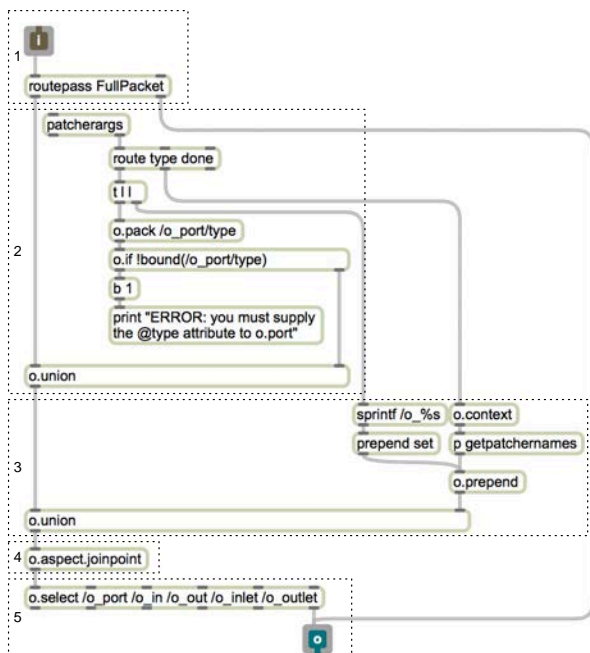 1
routepass FullPacket
2
patcherargs
route type done
t l l
o.pack /o_port/type
o.if !bound(/o_port/type)
b 1
print "ERROR: you must supply
the @type attribute to o.port"
o.union
3
sprintf /o_%s
o.context
prepend set
p getpatchernames
o.prepend
o.union
4
o.aspect.joinpoint
5
o.select /o_port /o_in /o_out /o_inlet /o_outlet